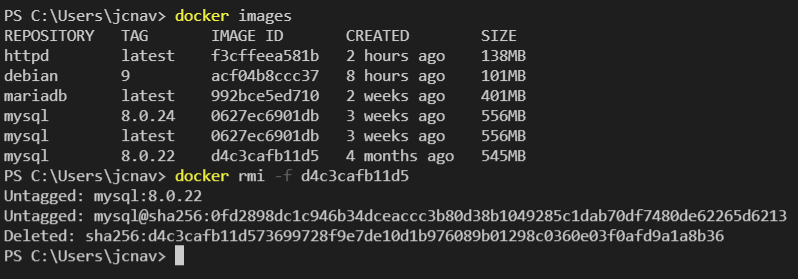 PS C:\Users\jcnav> docker images
REPOSITORY TAG IMAGE ID CREATED SIZE
httpd latest f3cffeea581b 2 hours ago 138MB
debian 9 acf04b8ccc37 8 hours ago 101MB
mariadb latest 992bce5ed710 2 weeks ago 401MB
mysql 8.0.24 0627ec6901db 3 weeks ago 556MB
mysql latest 0627ec6901db 3 weeks ago 556MB
mysql 8.0.22 d4c3cafb11d5 4 months ago 545MB
PS C:\Users\jcnav> docker rmi -f d4c3cafb11d5
Untagged: mysql:8.0.22
Untagged: mysql@sha256:0fd2898dc1c946b34dceaccc3b80d38b1049285c1dab70df7480de62265d6213
Deleted: sha256:d4c3cafb11d573699728f9e7de10d1b976089b01298c0360e03f0afd9a1a8b36
PS C:\Users\jcnav>